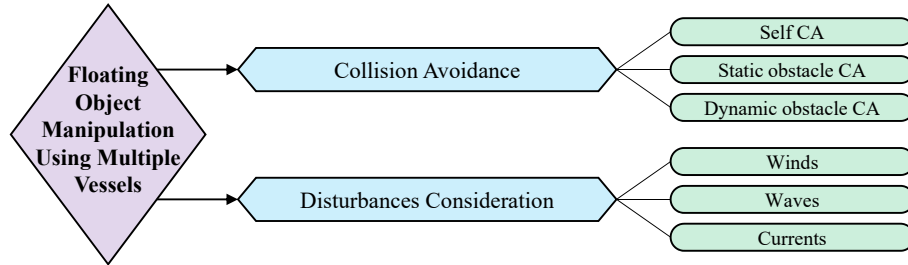 Floating
Object
Manipulation
Using Multiple
Vessels
Collision Avoidance
Self CA
Static obstacle CA
Dynamic obstacle CA
Disturbances Consideration
Winds
Waves
Currents